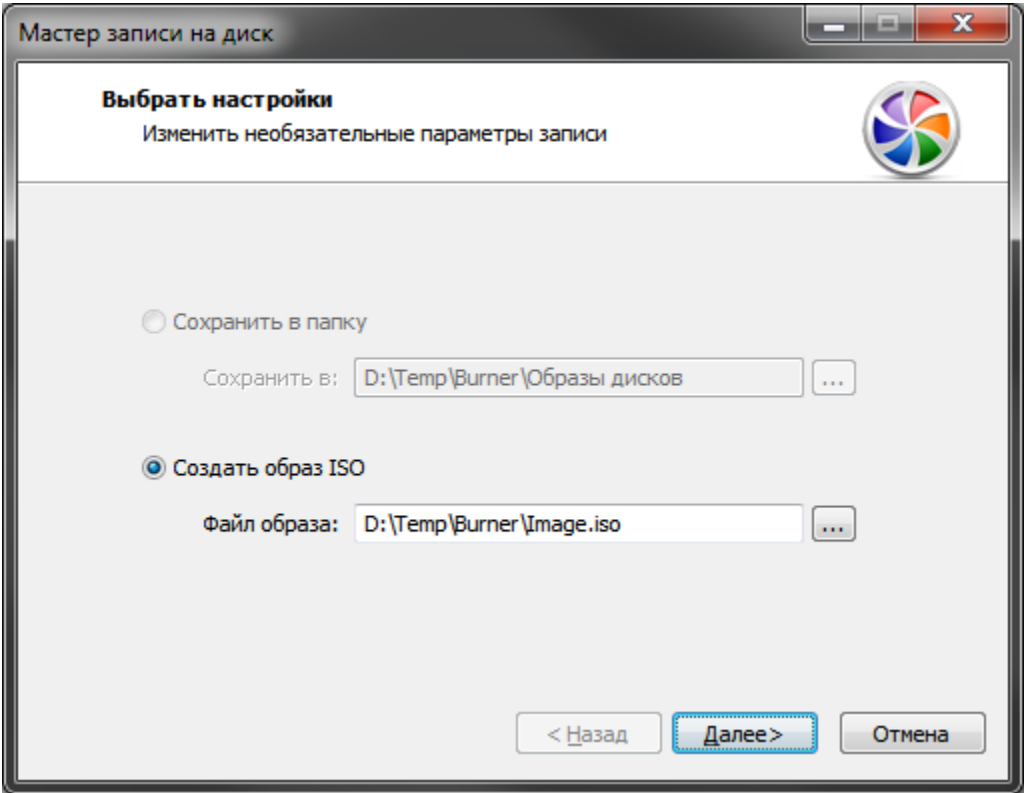 Мастер записи на диск
Выбрать настройки
Изменить необязательные параметры записи
Сохранить в папку
Сохранить в: D:\Temp\Burner\Образы дисков ...
Создать образ ISO
Файл образа: D:\Temp\Burner\Image.iso ...
< Назад Далее> Отмена